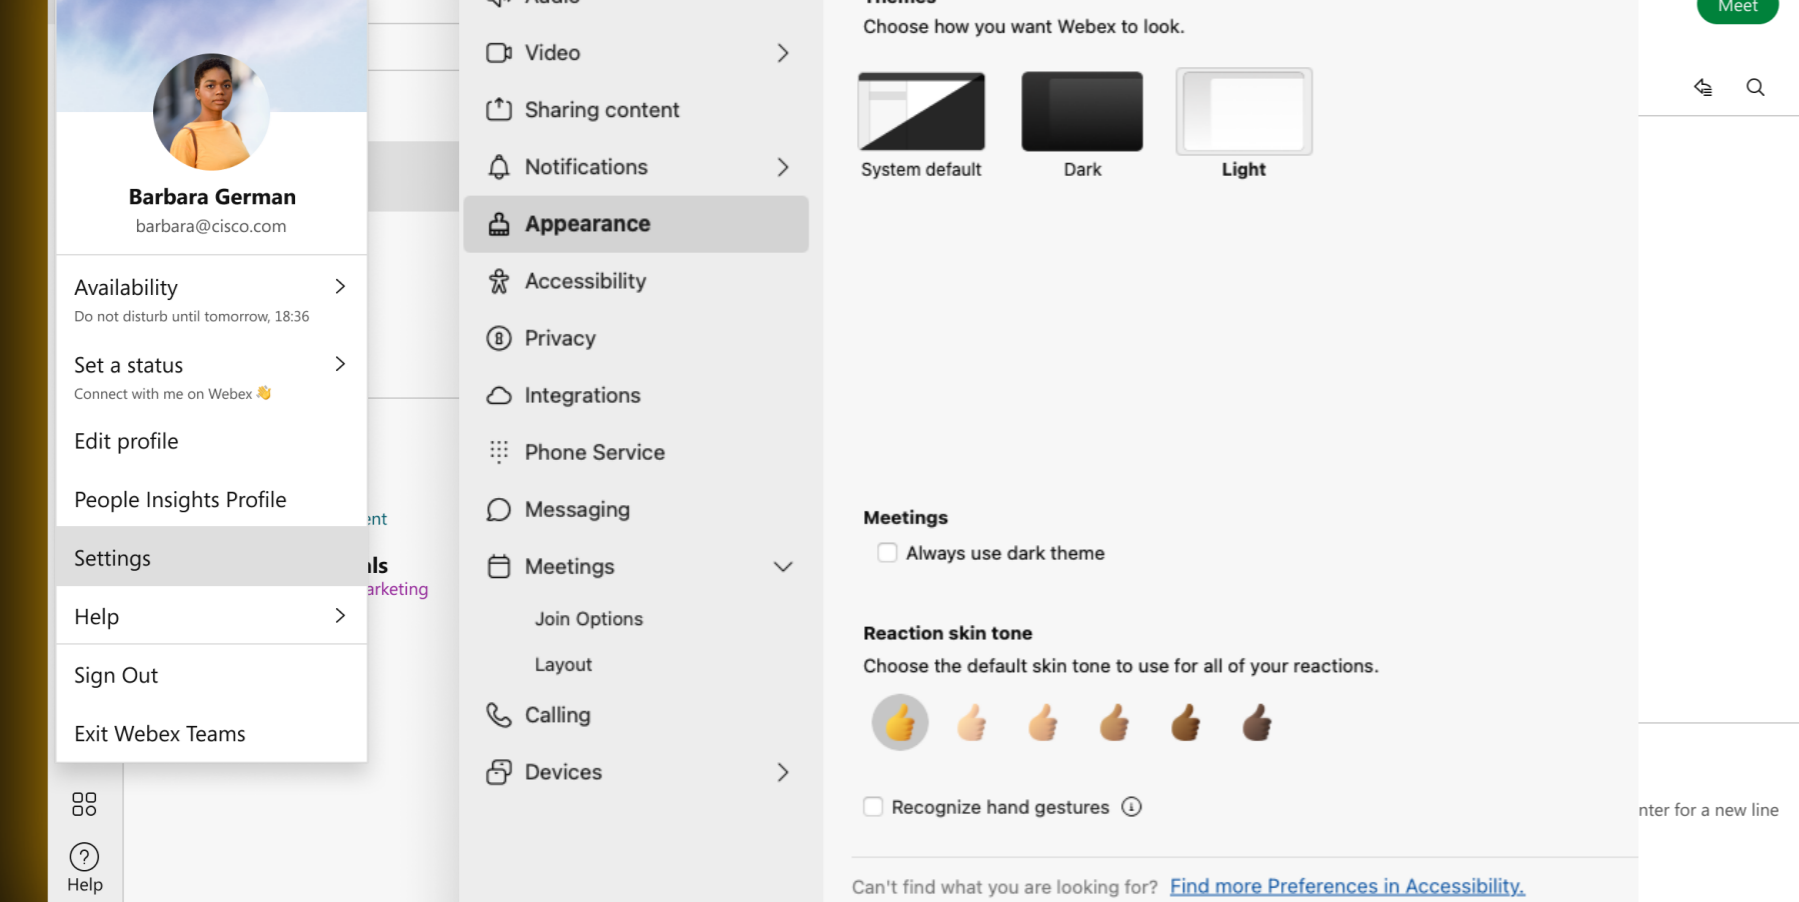 Barbara German
barbara@cisco.com
Availability
Do not disturb until tomorrow, 18:36
Set a status
Connect with me on Webex 👋
Edit profile
People Insights Profile
Settings
Help
Sign Out
Exit Webex Teams
Help
ent
als
arketing
Audio
Video
Sharing content
Notifications
Appearance
Accessibility
Privacy
Integrations
Phone Service
Messaging
Meetings
Join Options
Layout
Calling
Devices
Themes
Choose how you want Webex to look.
System default
Dark
Light
Meetings
Always use dark theme
Reaction skin tone
Choose the default skin tone to use for all of your reactions.
Recognize hand gestures
Can't find what you are looking for? Find more Preferences in Accessibility.
Meet
nter for a new line